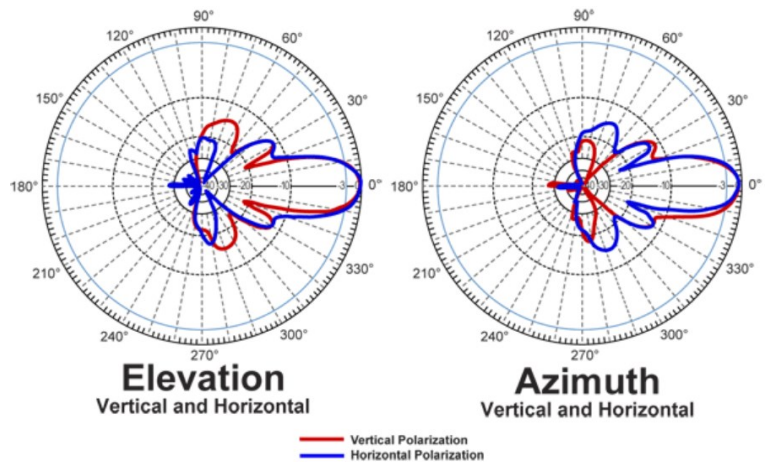 90° 90°
120° 60° 120° 60°
150° 30° 150° 30°
180° 30 20 -10 -3 0° 180° 30 20 -10 -3 0°
210° 330° 210° 330°
240° 300° 240° 300°
270° 270°
Elevation
Vertical and Horizontal
Azimuth
Vertical and Horizontal
Vertical Polarization
Horizontal Polarization